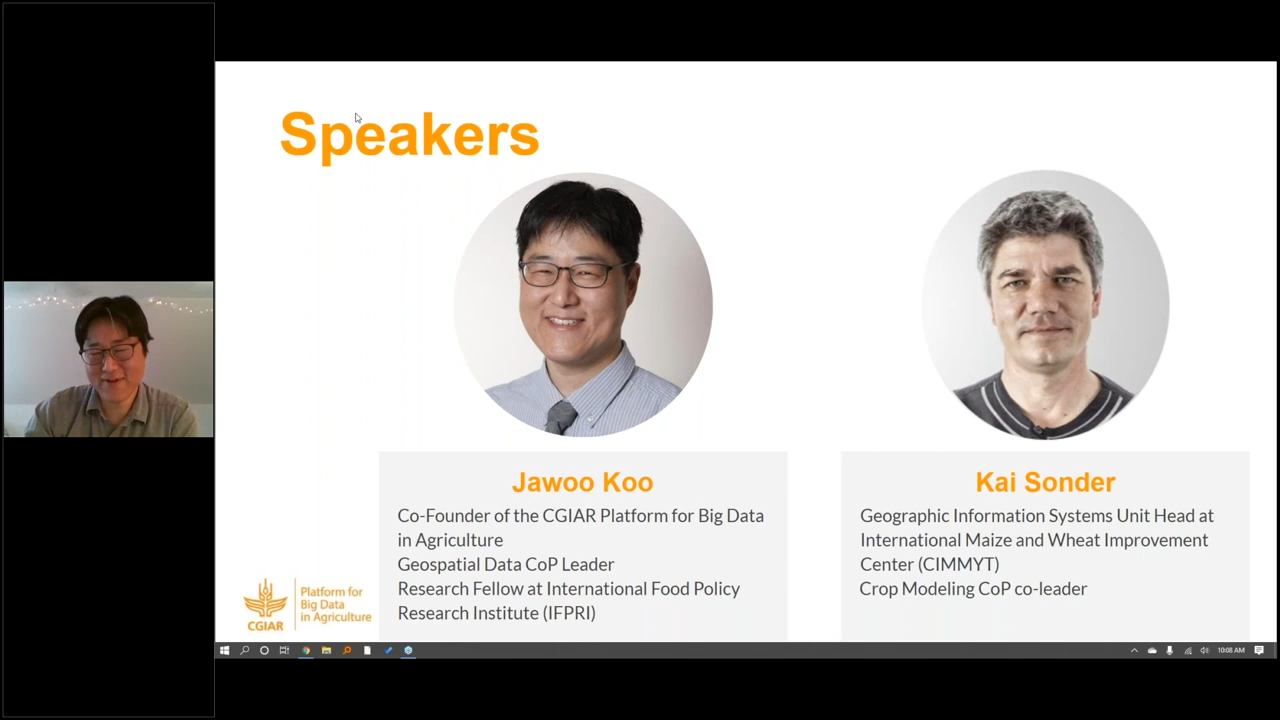 Speakers
Jawoo Koo
Co-Founder of the CGIAR Platform for Big Data
in Agriculture
Geospatial Data CoP Leader
Research Fellow at International Food Policy
Research Institute (IFPRI)
Kai Sonder
Geographic Information Systems Unit Head at
International Maize and Wheat Improvement
Center (CIMMYT)
Crop Modeling CoP co-leader
CGIAR
Platform for
Big Data
in Agriculture
10:08 AM